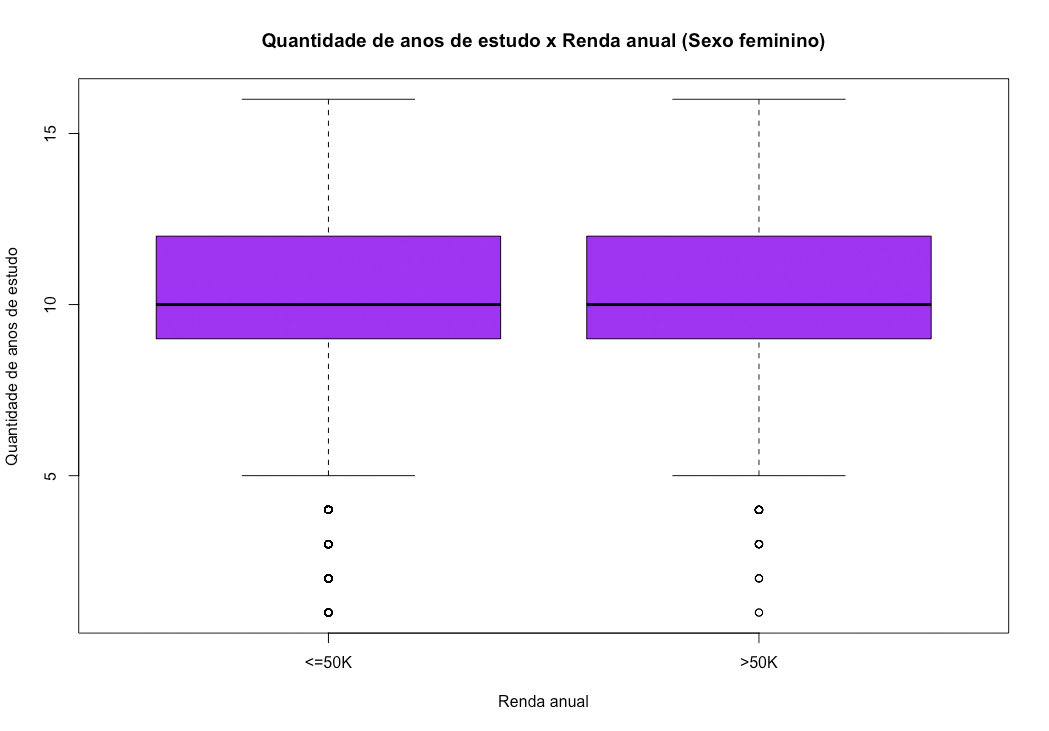 Quantidade de anos de estudo x Renda anual (Sexo feminino)
Quantidade de anos de estudo
15
10
5
<=50K
>50K
Renda anual